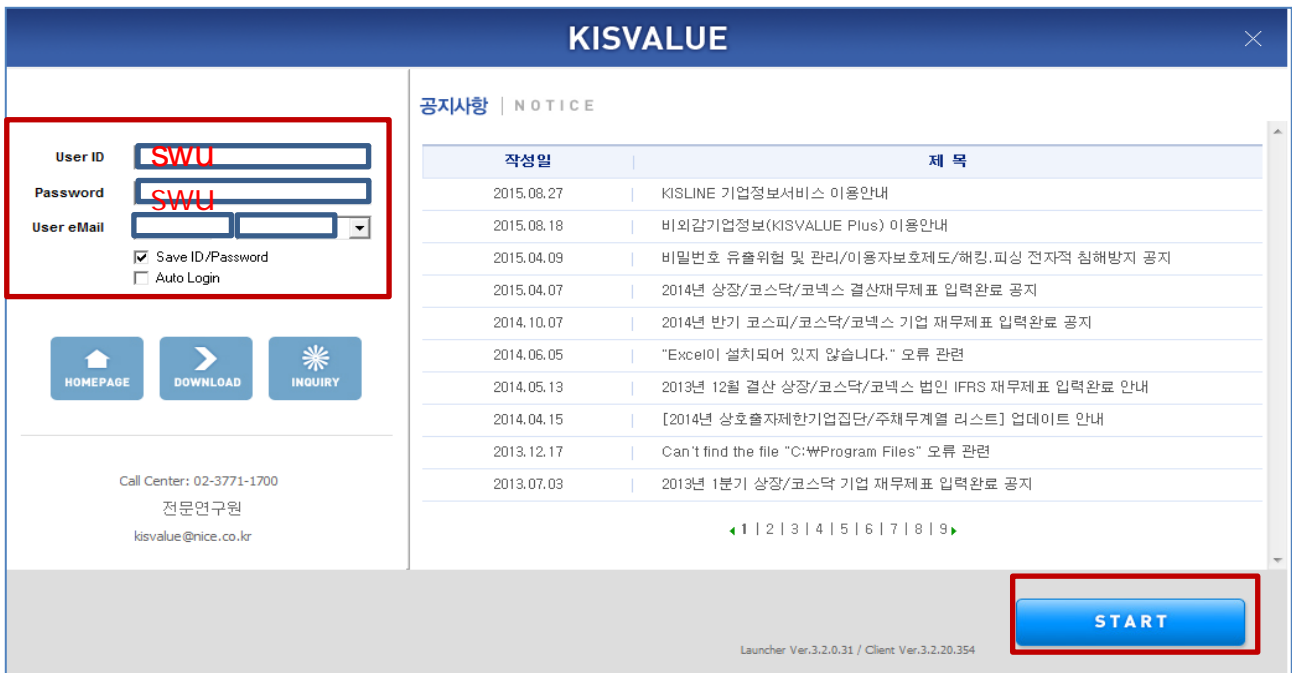 KISVALUE
User ID swu
Password swu
User eMail
Save ID/Password
Auto Login
HOMEPAGE DOWNLOAD INQUIRY
Call Center: 02-3771-1700
전문연구원
kisvalue@nice.co.kr
공지사항 | NOTICE
작성일 | 제 목
2015.08.27 | KISLINE 기업정보서비스 이용안내
2015.08.18 | 비외감기업정보(KISVALUE Plus) 이용안내
2015.04.09 | 비밀번호 유출위험 및 관리/이용자보호제도/해킹.피싱 전자적 침해방지 공지
2015.04.07 | 2014년 상장/코스닥/코넥스 결산재무제표 입력완료 공지
2014.10.07 | 2014년 반기 코스피/코스닥/코넥스 기업 재무제표 입력완료 공지
2014.06.05 | "Excel이 설치되어 있지 않습니다." 오류 관련
2014.05.13 | 2013년 12월 결산 상장/코스닥/코넥스 법인 IFRS 재무제표 입력완료 안내
2014.04.15 | [2014년 상호출자제한기업집단/주채무계열 리스트] 업데이트 안내
2013.12.17 | Can't find the file "C:₩Program Files" 오류 관련
2013.07.03 | 2013년 1분기 상장/코스닥 기업 재무제표 입력완료 공지
1 | 2 | 3 | 4 | 5 | 6 | 7 | 8 | 9
START
Launcher Ver.3.2.0.31 / Client Ver.3.2.20.354